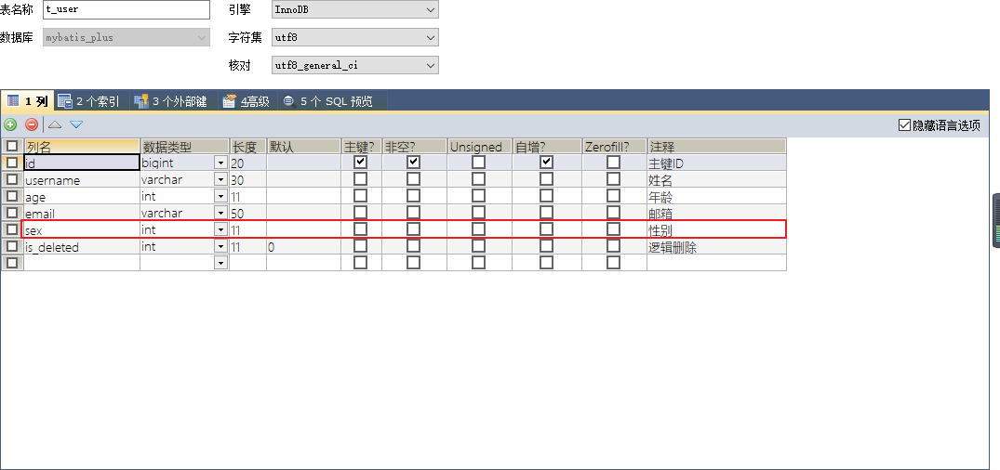 表名称 t_user 引擎 InnoDB
数据库 mybatis_plus 字符集 utf8
核对 utf8_general_ci
1 列 2 个索引 3 个外部键 4高级 5 个 SQL 预览
隐藏语言选项
列名 数据类型 长度 默认 主键? 非空? Unsigned 自增? Zerofill? 注释
id bigint 20 主键ID
username varchar 30 姓名
age int 11 年龄
email varchar 50 邮箱
sex int 11 性别
is_deleted int 11 0 逻辑删除